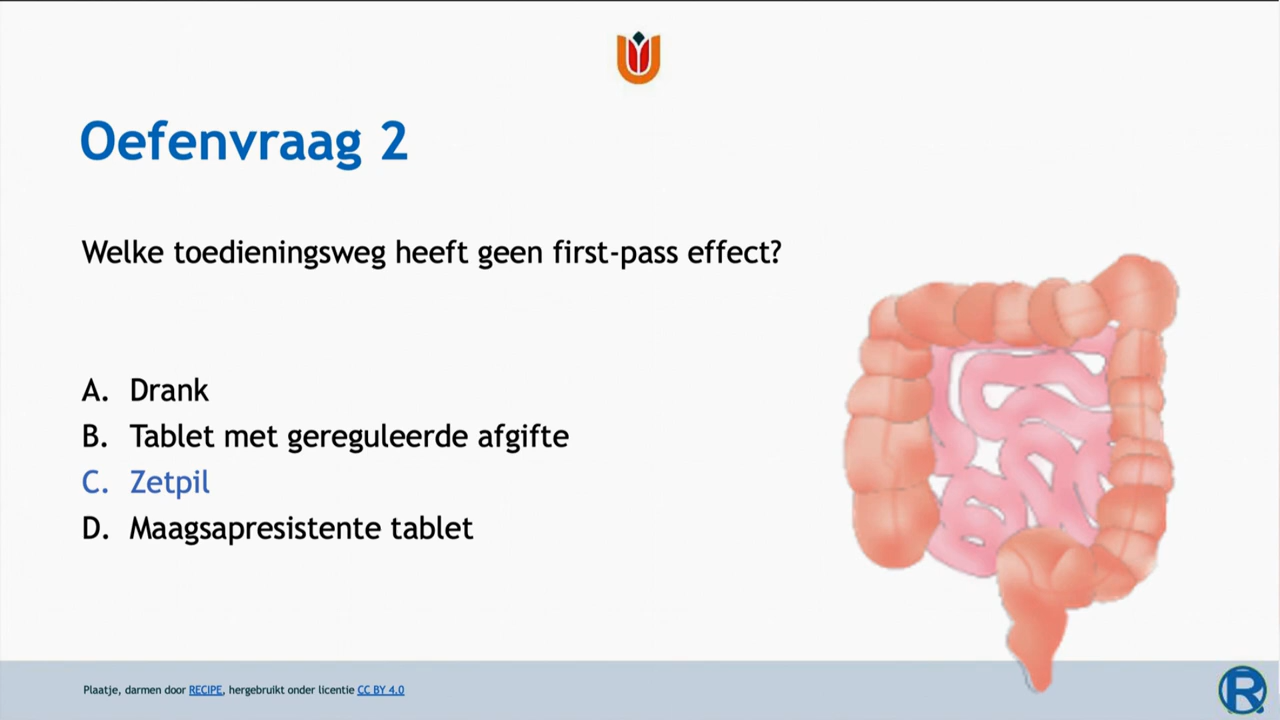 Oefenvraag 2
Welke toedieningsweg heeft geen first-pass effect?
A. Drank
B. Tablet met gereguleerde afgifte
C. Zetpil
D. Maagsapresistente tablet
Plaatje, darmen door RECIPE, hergebruikt onder licentie CC BY 4.0
R